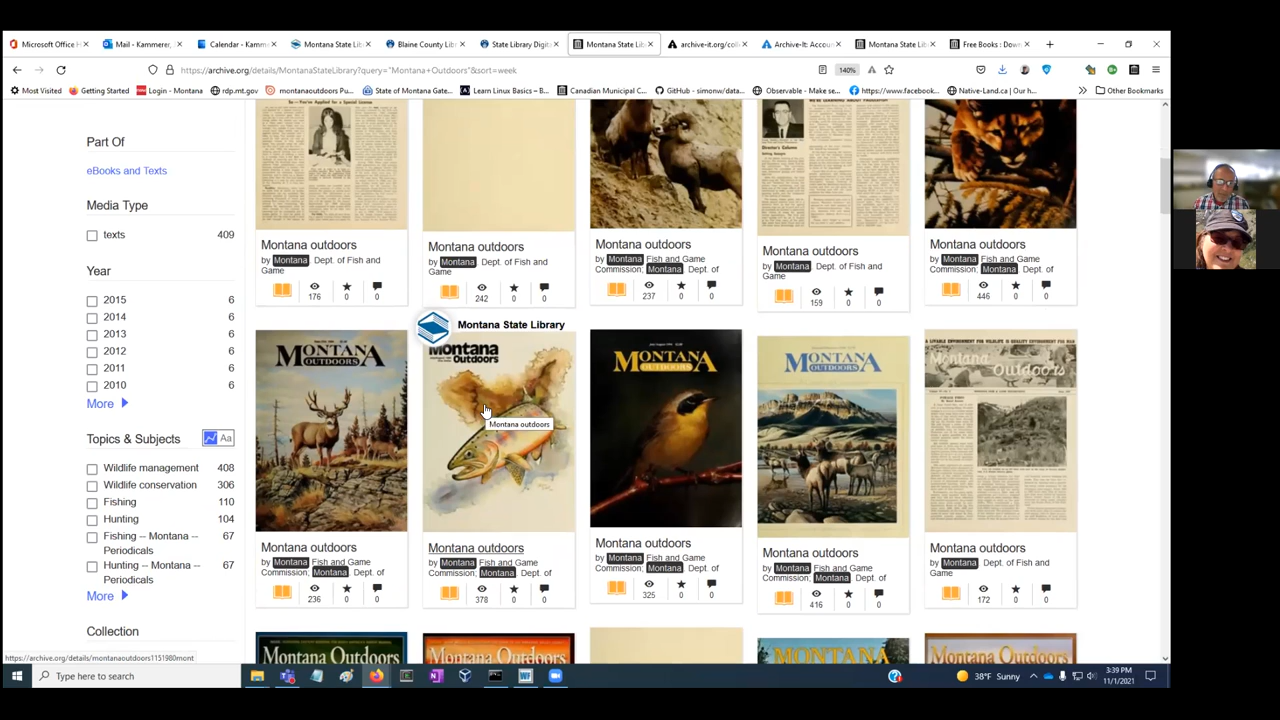 Microsoft Office H
Mail - Kammerer,
Calendar - Kamme
Montana State Lib
Blaine County Libr
State Library Digit
Montana State Lib
archive-it.org/coll
Archive-It: Accou
Montana State Lib
Free Books : Down
https://archive.org/details/MontanaStateLibrary?query="Montana+Outdoors"&sort=week
140%
Most Visited
Getting Started
Login - Montana
rdp.mt.gov
montanaoutdoors Pu...
State of Montana Gate...
Learn Linux Basics – B...
Canadian Municipal C...
GitHub - simonw/data...
Observable - Make se...
https://www.facebook...
Native-Land.ca | Our h...
Other Bookmarks
Part Of
eBooks and Texts
Media Type
texts 409
Year
2015 6
2014 6
2013 6
2012 6
2011 6
2010 6
More
Topics & Subjects
Aa
Wildlife management 408
Wildlife conservation 306
Fishing 110
Hunting 104
Fishing -- Montana -- Periodicals 67
Hunting -- Montana -- Periodicals 67
More
Collection
Director's Column
Montana outdoors
by Montana. Dept. of Fish and
Game
176 0 0
Montana outdoors
by Montana. Dept. of Fish and
Game
242 0 0
Montana outdoors
by Montana Fish and Game
Commission; Montana Dept. of
237 0 0
Montana outdoors
by Montana. Dept. of Fish and
Game
159 0 0
Montana outdoors
by Montana Fish and Game
Commission; Montana Dept. of
446 0 0
Montana State Library
MONTANA
OUTDOORS
Montana
Outdoors
Montana outdoors
MONTANA
OUTDOORS
MONTANA
OUTDOORS
Montana
Outdoors
Montana outdoors
by Montana Fish and Game
Commission; Montana. Dept. of
236 0 0
Montana outdoors
by Montana Fish and Game
Commission; Montana. Dept. of
378 0 0
Montana outdoors
by Montana Fish and Game
Commission; Montana Dept. of
325 0 0
Montana outdoors
by Montana Fish and Game
Commission; Montana Dept. of
416 0 0
Montana outdoors
by Montana. Dept. of Fish and
Game
172 0 0
Montana Outdoors
Montana Outdoors
MONTANA
Montana Outdoors
https://archive.org/details/montanaoutdoors1151980mont
Type here to search
38°F Sunny
3:39 PM
11/1/2021